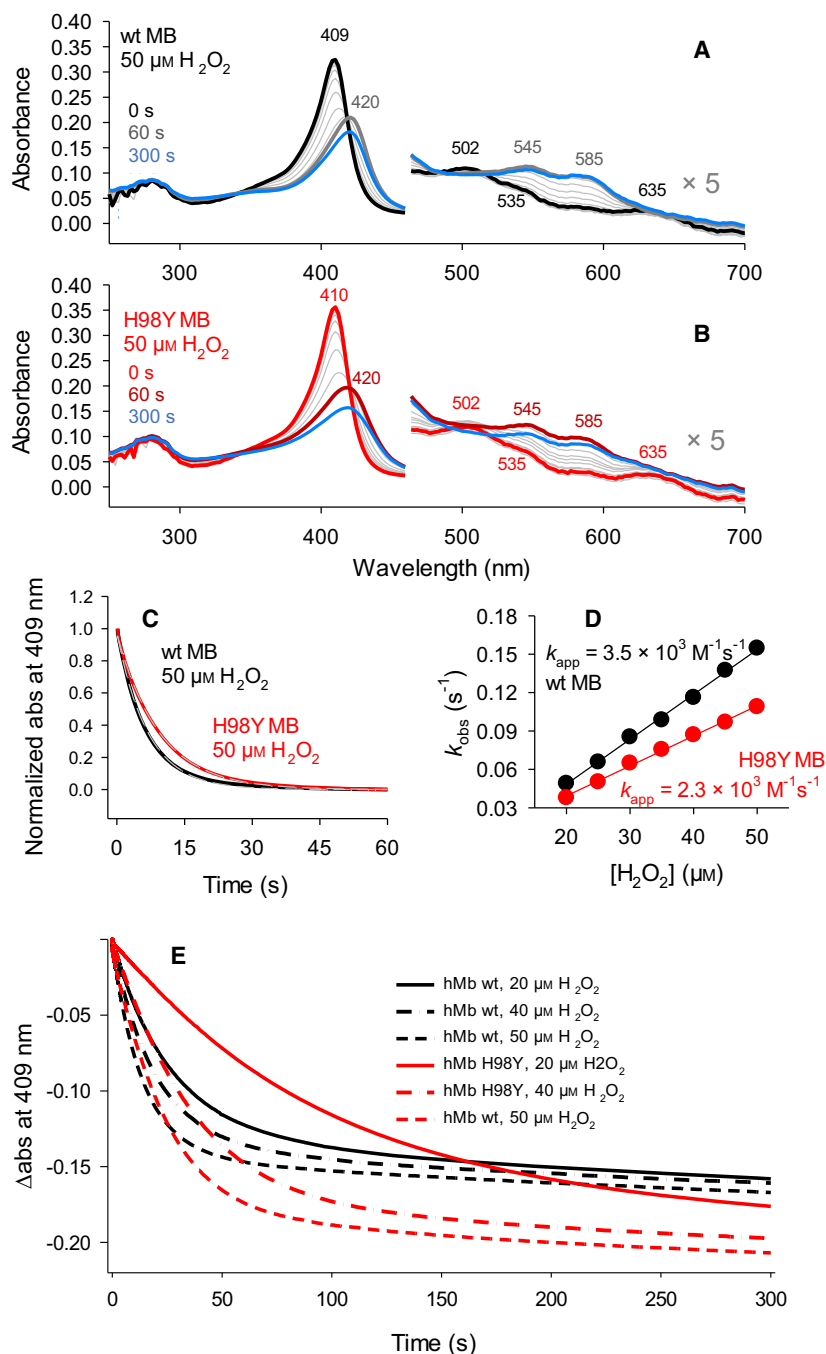 A
wt MB
50 µM H2O2
0 s
60 s
300 s
409
420
502
535
545
585
635
× 5
Absorbance
0.40
0.35
0.30
0.25
0.20
0.15
0.10
0.05
0.00
300
400
500
600
700
B
H98Y MB
50 µM H2O2
0 s
60 s
300 s
410
420
502
535
545
585
635
× 5
Absorbance
0.40
0.35
0.30
0.25
0.20
0.15
0.10
0.05
0.00
300
400
500
600
700
Wavelength (nm)
C
wt MB
50 µM H2O2
H98Y MB
50 µM H2O2
Normalized abs at 409 nm
1.2
1.0
0.8
0.6
0.4
0.2
0.0
0
15
30
45
60
Time (s)
D
kapp = 3.5 × 10³ M⁻¹s⁻¹
wt MB
H98Y MB
kapp = 2.3 × 10³ M⁻¹s⁻¹
kobs (s⁻¹)
0.18
0.15
0.12
0.09
0.06
0.03
20
30
40
50
[H2O2] (µM)
E
hMb wt, 20 µM H2O2
hMb wt, 40 µM H2O2
hMb wt, 50 µM H2O2
hMb H98Y, 20 µM H2O2
hMb H98Y, 40 µM H2O2
hMb wt, 50 µM H2O2
Δabs at 409 nm
-0.05
-0.10
-0.15
-0.20
0
50
100
150
200
250
300
Time (s)